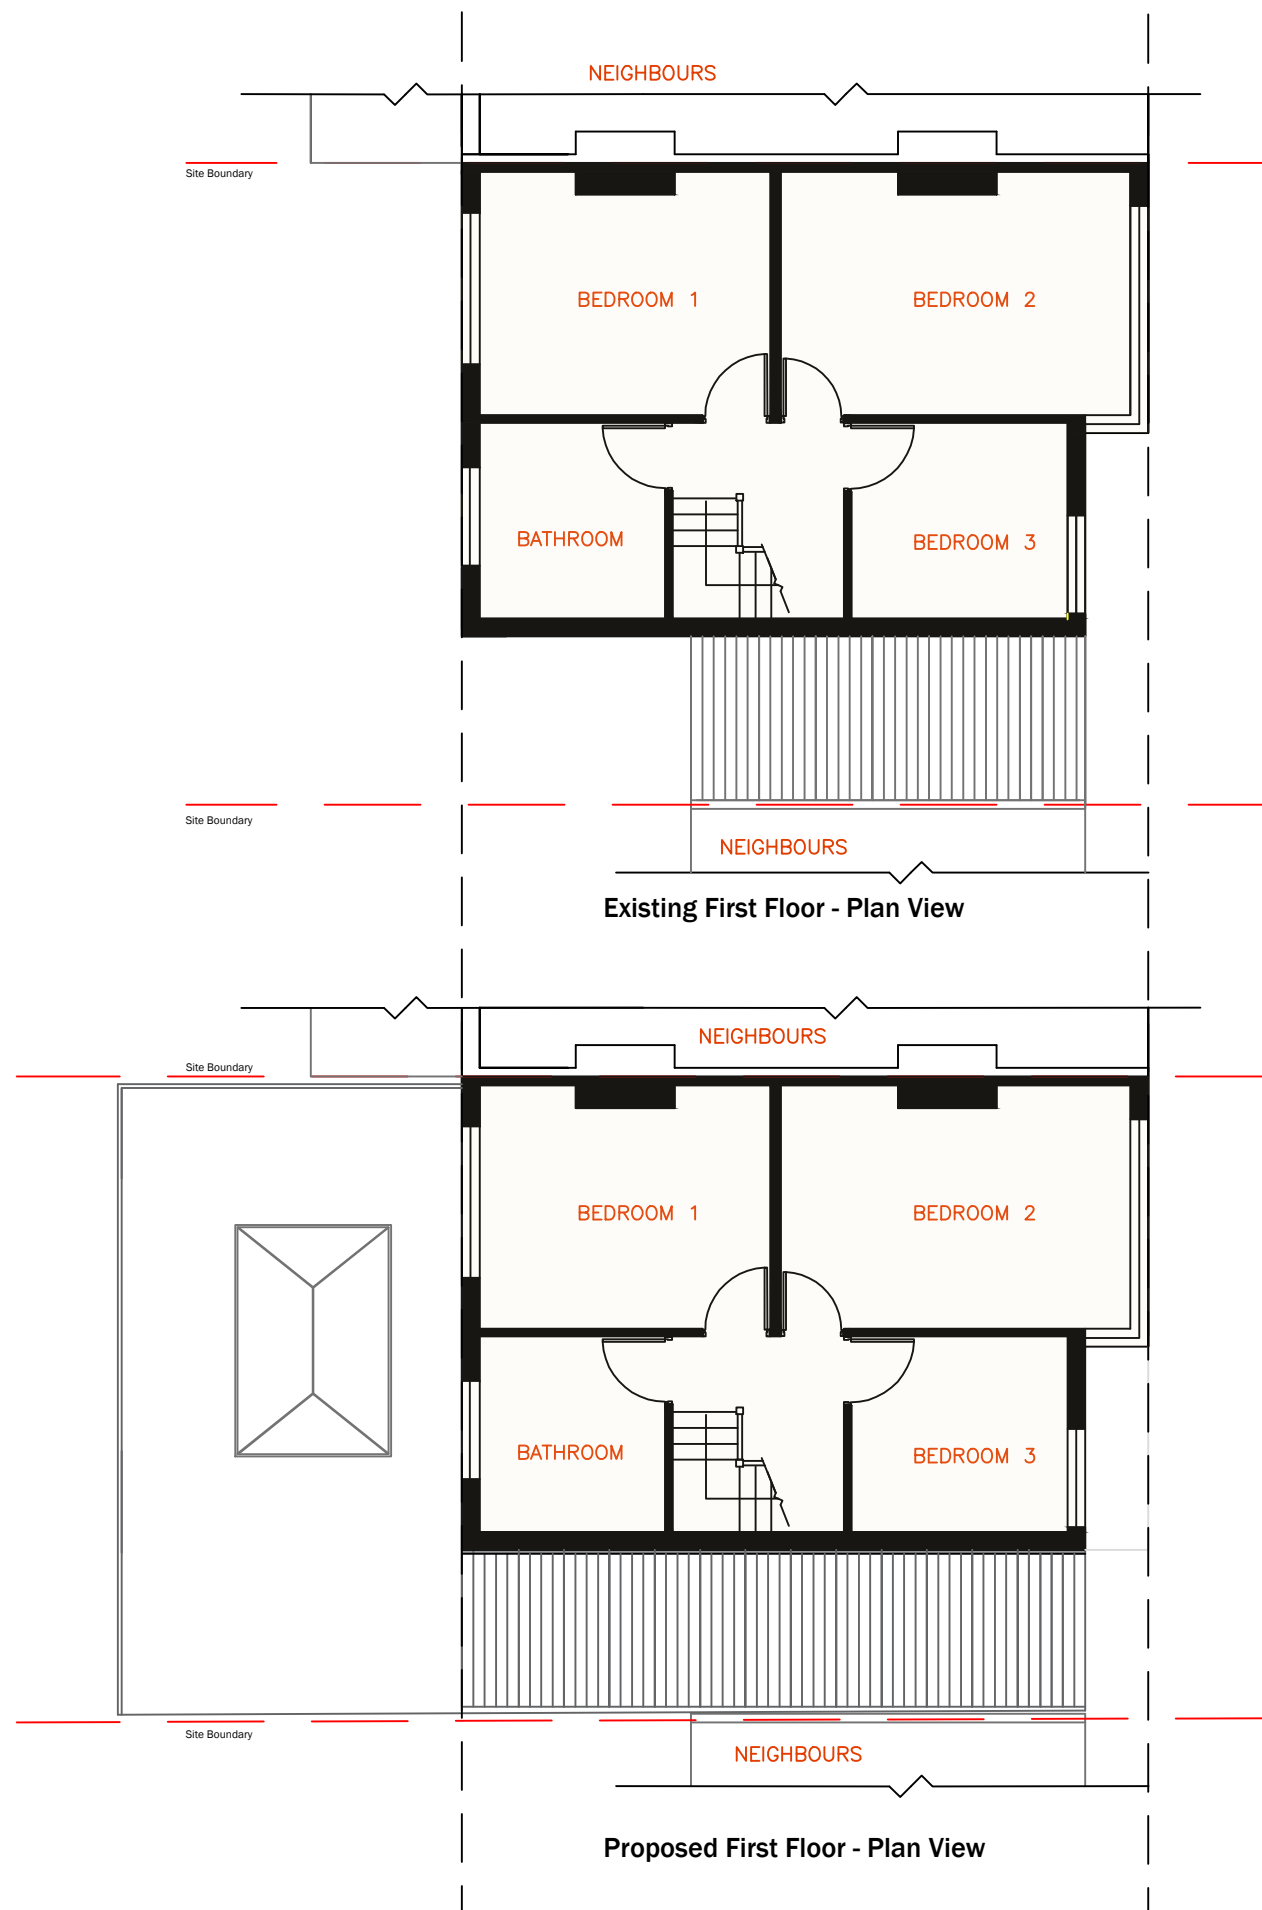 NEIGHBOURS
Site Boundary
BEDROOM 1
BEDROOM 2
BATHROOM
BEDROOM 3
Site Boundary
NEIGHBOURS
Existing First Floor - Plan View
NEIGHBOURS
Site Boundary
BEDROOM 1
BEDROOM 2
BATHROOM
BEDROOM 3
Site Boundary
NEIGHBOURS
Proposed First Floor - Plan View